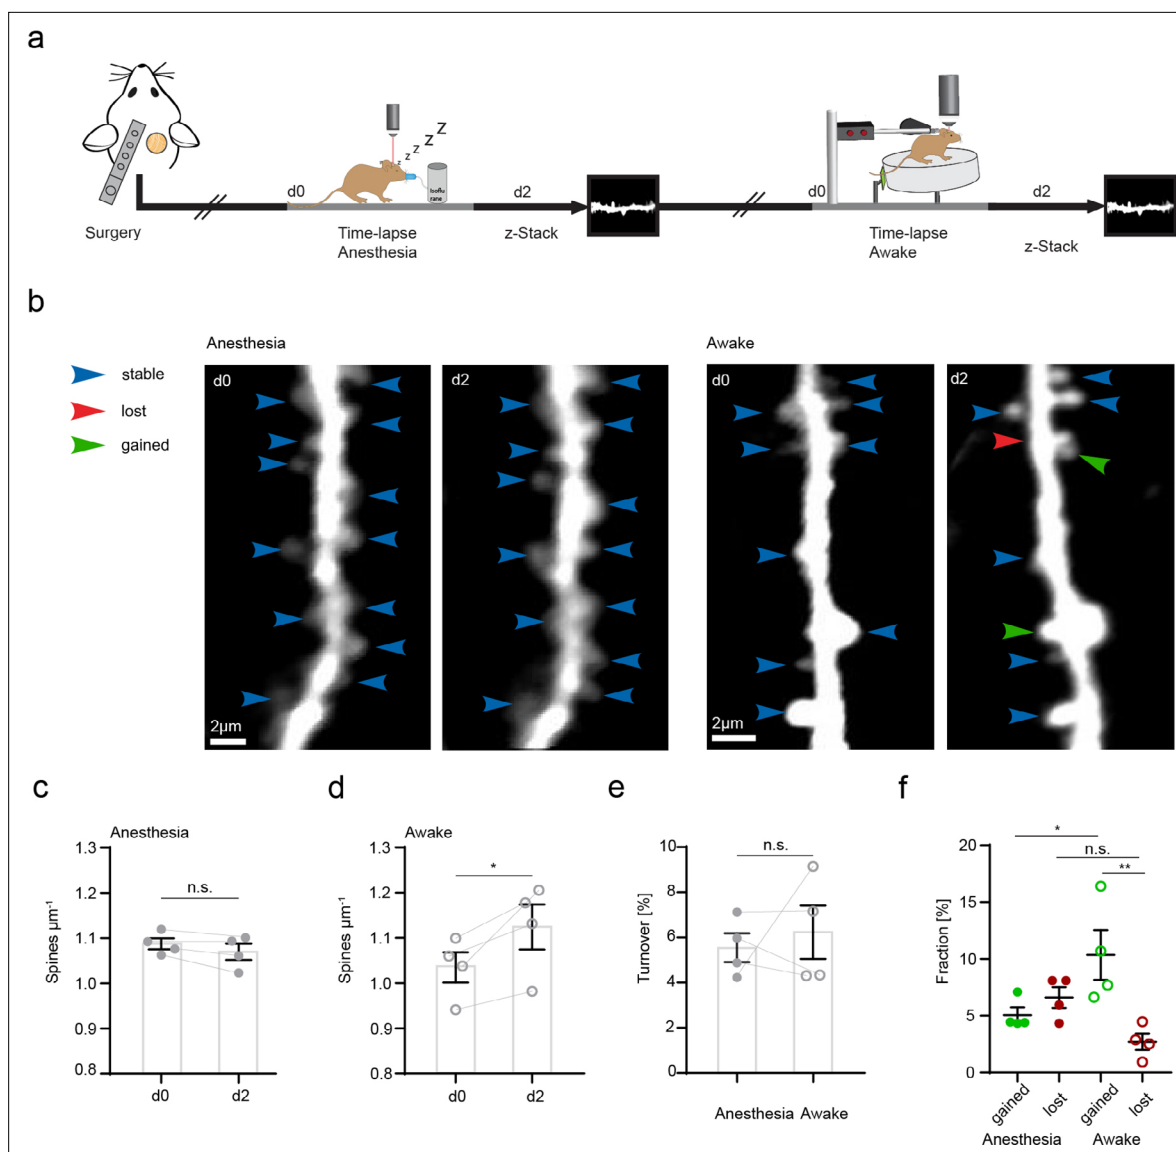 a
z z z z Z Z
d0
Isoflu
rane
d2
d0
d2
Surgery
Time-lapse
Anesthesia
z-Stack
Time-lapse
Awake
z-Stack
b
Anesthesia
Awake
stable
lost
gained
d0
d2
d0
d2
2µm
2µm
c
d
e
f
Anesthesia
1.3
1.2
1.1
1.0
0.9
0.8
Spines µm⁻¹
n.s.
d0
d2
Awake
1.3
1.2
1.1
1.0
0.9
0.8
Spines µm⁻¹
*
d0
d2
10
8
6
4
2
0
Turnover [%]
n.s.
Anesthesia Awake
20
15
10
5
0
Fraction [%]
*
n.s.
**
gained
lost
gained
lost
Anesthesia
Awake